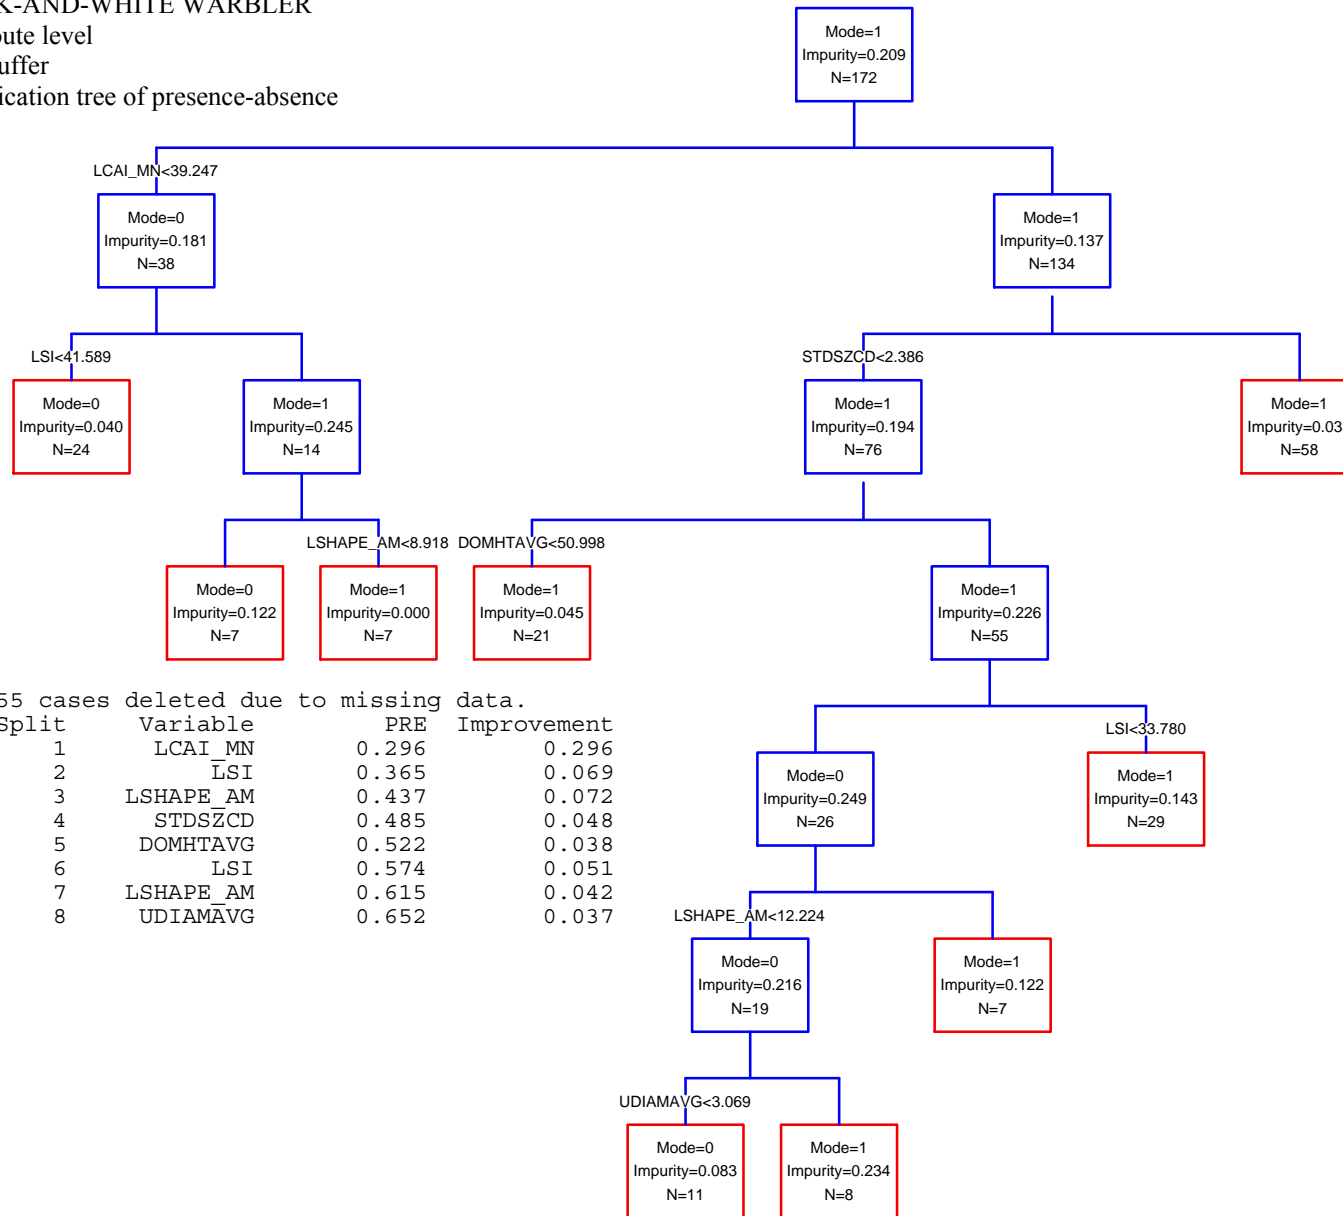 K-AND-WHITE WARBLER
oute level
uffer
ication tree of presence-absence
Mode=1
Impurity=0.209
N=172
LCAI_MN<39.247
Mode=0
Impurity=0.181
N=38
Mode=1
Impurity=0.137
N=134
LSI<41.589
STDSZCD<2.386
Mode=0
Impurity=0.040
N=24
Mode=1
Impurity=0.245
N=14
Mode=1
Impurity=0.194
N=76
Mode=1
Impurity=0.03
N=58
LSHAPE_AM<8.918
DOMHTAVG<50.998
Mode=0
Impurity=0.122
N=7
Mode=1
Impurity=0.000
N=7
Mode=1
Impurity=0.045
N=21
Mode=1
Impurity=0.226
N=55
55 cases deleted due to missing data.
Split Variable PRE Improvement
1 LCAI_MN 0.296 0.296
2 LSI 0.365 0.069
3 LSHAPE_AM 0.437 0.072
4 STDSZCD 0.485 0.048
5 DOMHTAVG 0.522 0.038
6 LSI 0.574 0.051
7 LSHAPE_AM 0.615 0.042
8 UDIAMAVG 0.652 0.037
LSI<33.780
Mode=0
Impurity=0.249
N=26
Mode=1
Impurity=0.143
N=29
LSHAPE_AM<12.224
Mode=0
Impurity=0.216
N=19
Mode=1
Impurity=0.122
N=7
UDIAMAVG<3.069
Mode=0
Impurity=0.083
N=11
Mode=1
Impurity=0.234
N=8